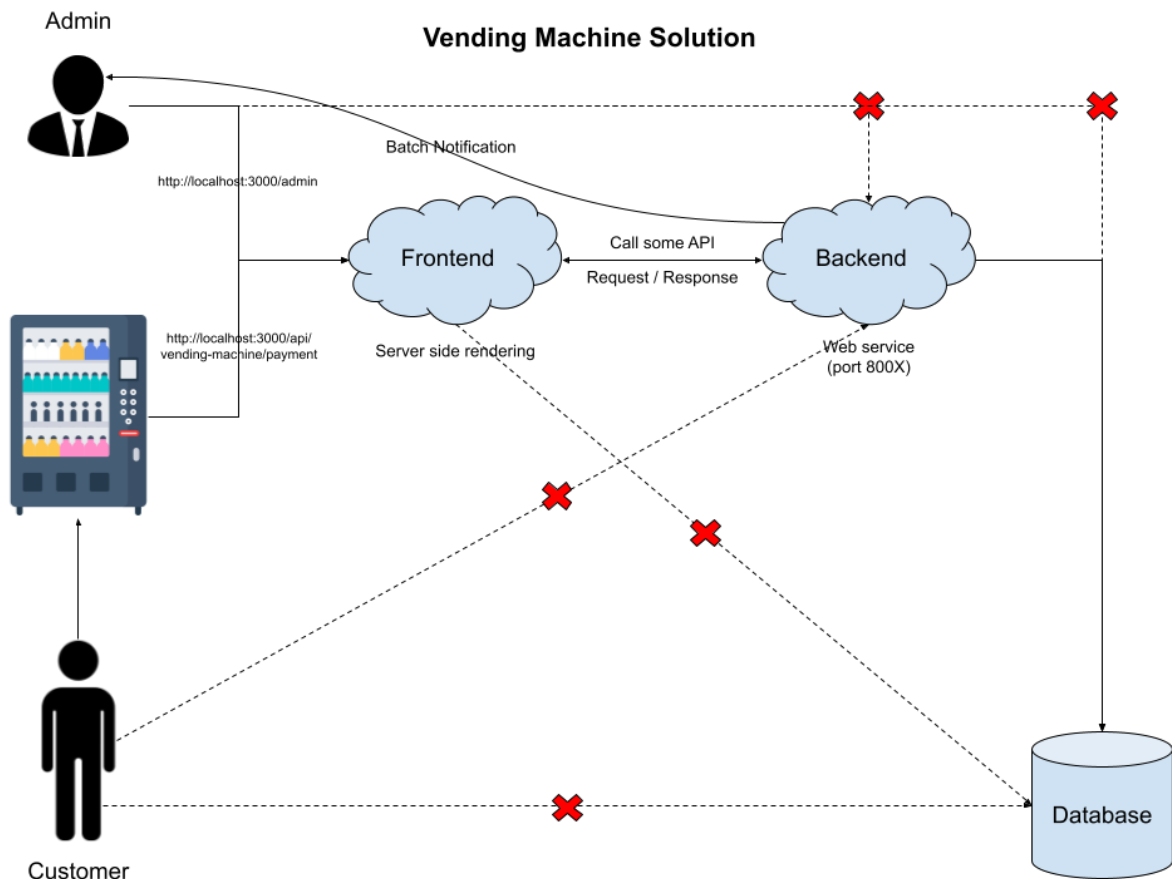 Admin
Vending Machine Solution
Batch Notification
http://localhost:3000/admin
Frontend
Call some API
Request / Response
Backend
http://localhost:3000/api/
vending-machine/payment
Server side rendering
Web service
(port 800X)
Database
Customer